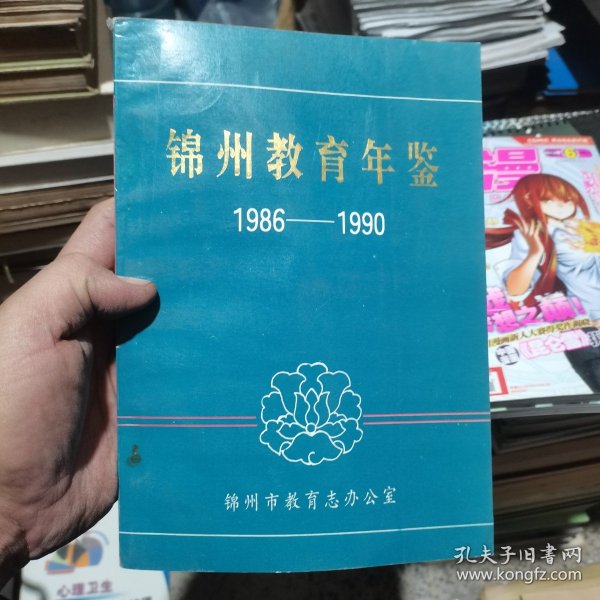 锦州教育年鉴
1986——1990
锦州市教育志办公室
心理卫生
孔夫子旧书网
www.kongfz.com